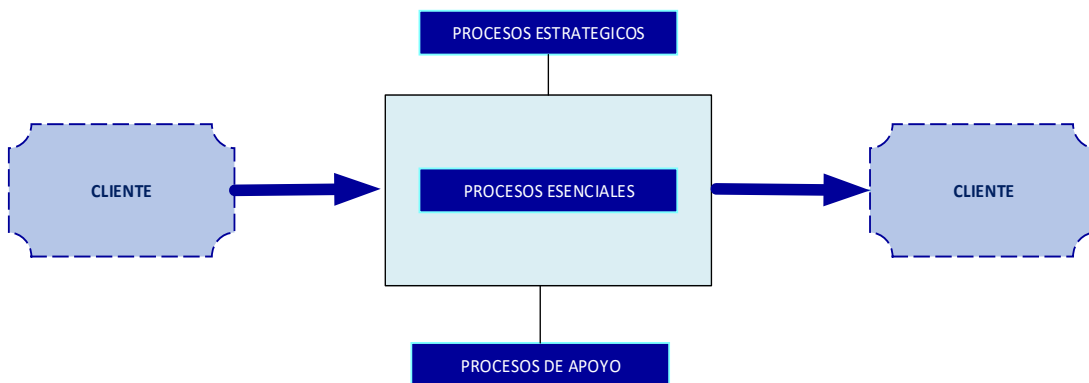 PROCESOS ESTRATEGICOS
CLIENTE
PROCESOS ESENCIALES
CLIENTE
PROCESOS DE APOYO